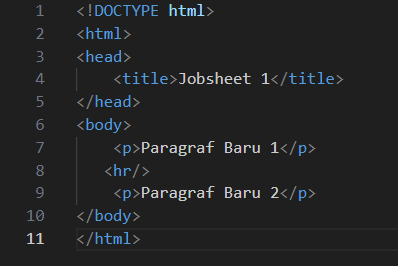 1 <!DOCTYPE html>
2 <html>
3 <head>
4     <title>Jobsheet 1</title>
5 </head>
6 <body>
7     <p>Paragraf Baru 1</p>
8    <hr/>
9     <p>Paragraf Baru 2</p>
10 </body>
11 </html>